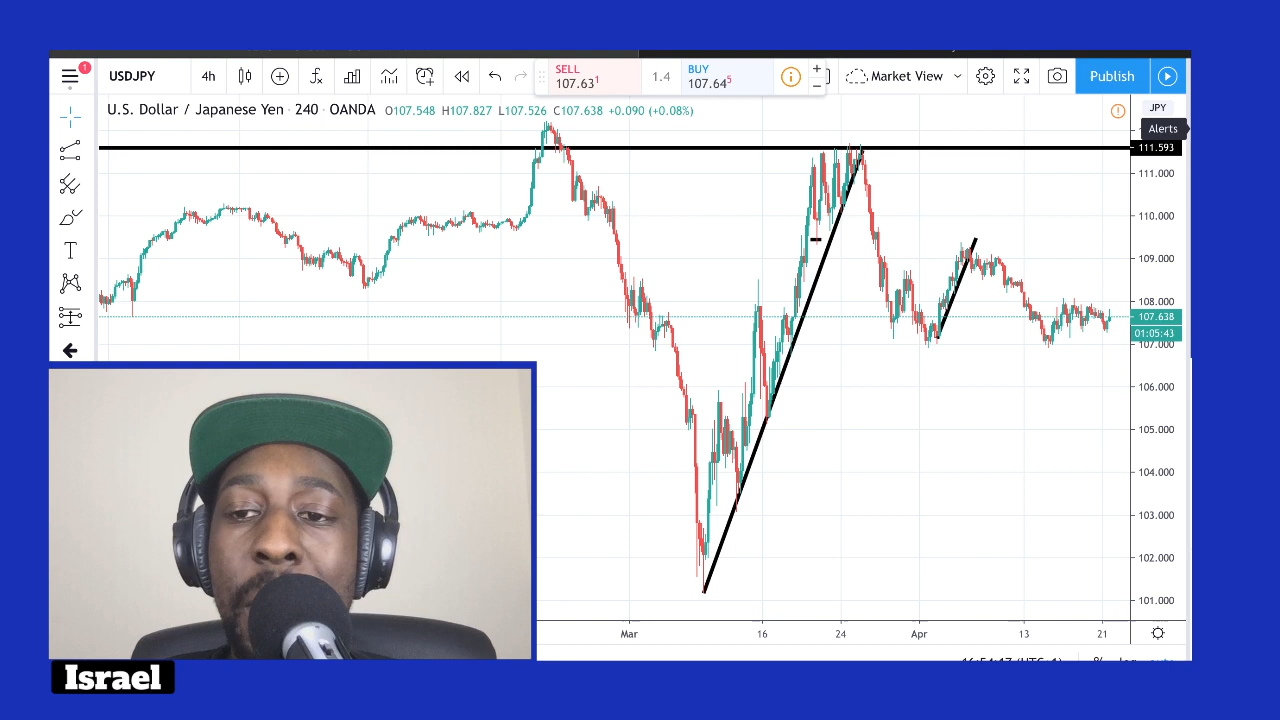 1
USDJPY
4h
SELL
107.631
1.4
BUY
107.645
+
−
Market View
Publish
U.S. Dollar / Japanese Yen · 240 · OANDA O107.548 H107.827 L107.526 C107.638 +0.090 (+0.08%)
JPY
Alerts
111.593
111.000
110.000
109.000
108.000
107.638
01:05:43
107.000
106.000
105.000
104.000
103.000
102.000
101.000
Mar
16
24
Apr
13
21
Israel